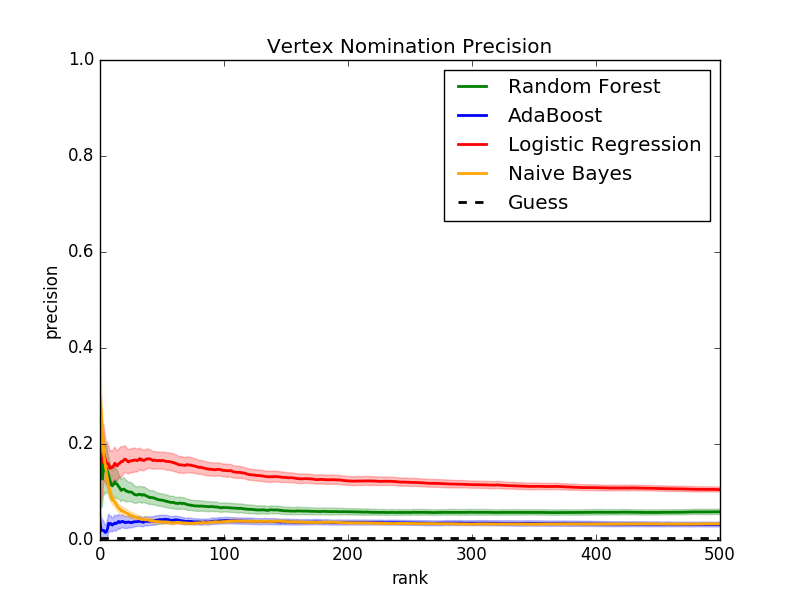 Vertex Nomination Precision
1.0
0.8
0.6
0.4
0.2
0.0
precision
Random Forest
AdaBoost
Logistic Regression
Naive Bayes
Guess
0 100 200 300 400 500
rank